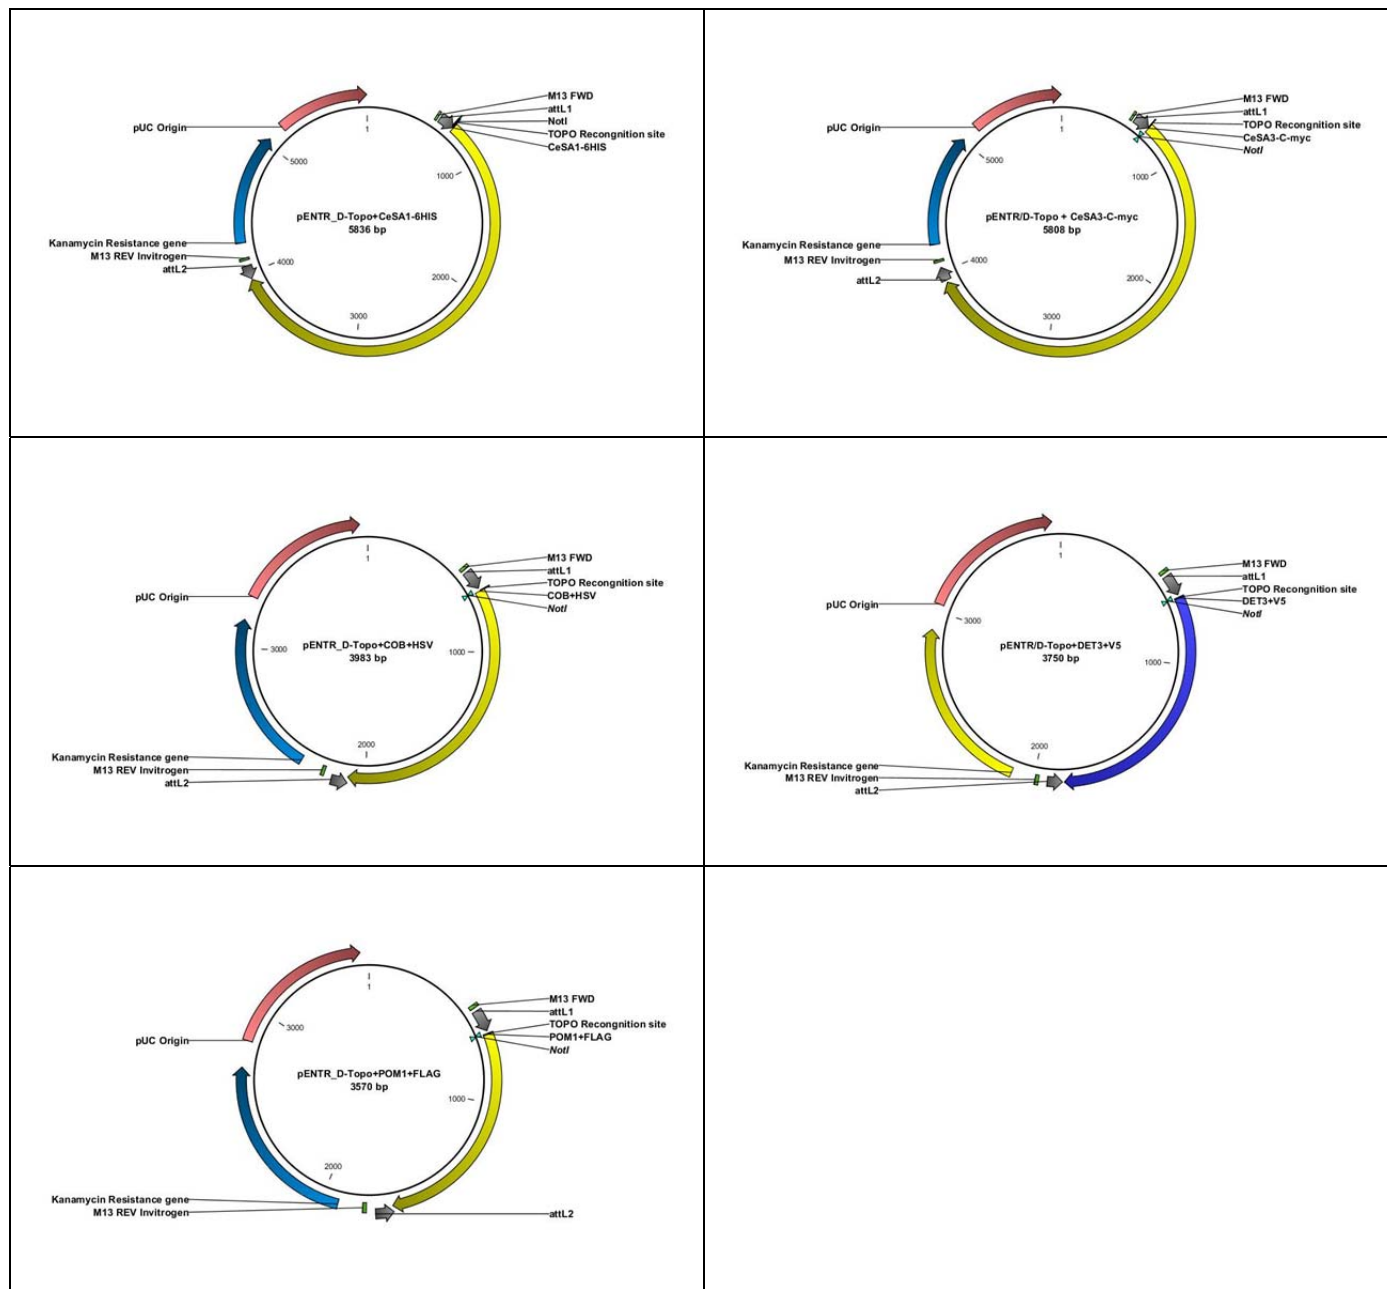 M13 FWD
attL1
NotI
TOPO Recongnition site
CeSA1-6HIS
pUC Origin
1
5000
1000
pENTR_D-Topo+CeSA1-6HIS
5836 bp
Kanamycin Resistance gene
M13 REV Invitrogen
attL2
4000
2000
3000
M13 FWD
attL1
TOPO Recongnition site
CeSA3-C-myc
NotI
pUC Origin
1
5000
1000
pENTR/D-Topo + CeSA3-C-myc
5808 bp
Kanamycin Resistance gene
M13 REV Invitrogen
attL2
4000
2000
3000
M13 FWD
attL1
TOPO Recongnition site
COB+HSV
NotI
pUC Origin
1
3000
pENTR_D-Topo+COB+HSV
3983 bp
1000
2000
Kanamycin Resistance gene
M13 REV Invitrogen
attL2
M13 FWD
attL1
TOPO Recongnition site
DET3+V5
NotI
pUC Origin
1
3000
pENTR/D-Topo+DET3+V5
3750 bp
1000
2000
Kanamycin Resistance gene
M13 REV Invitrogen
attL2
M13 FWD
attL1
TOPO Recongnition site
POM1+FLAG
NotI
pUC Origin
1
3000
pENTR_D-Topo+POM1+FLAG
3570 bp
1000
2000
Kanamycin Resistance gene
M13 REV Invitrogen
attL2